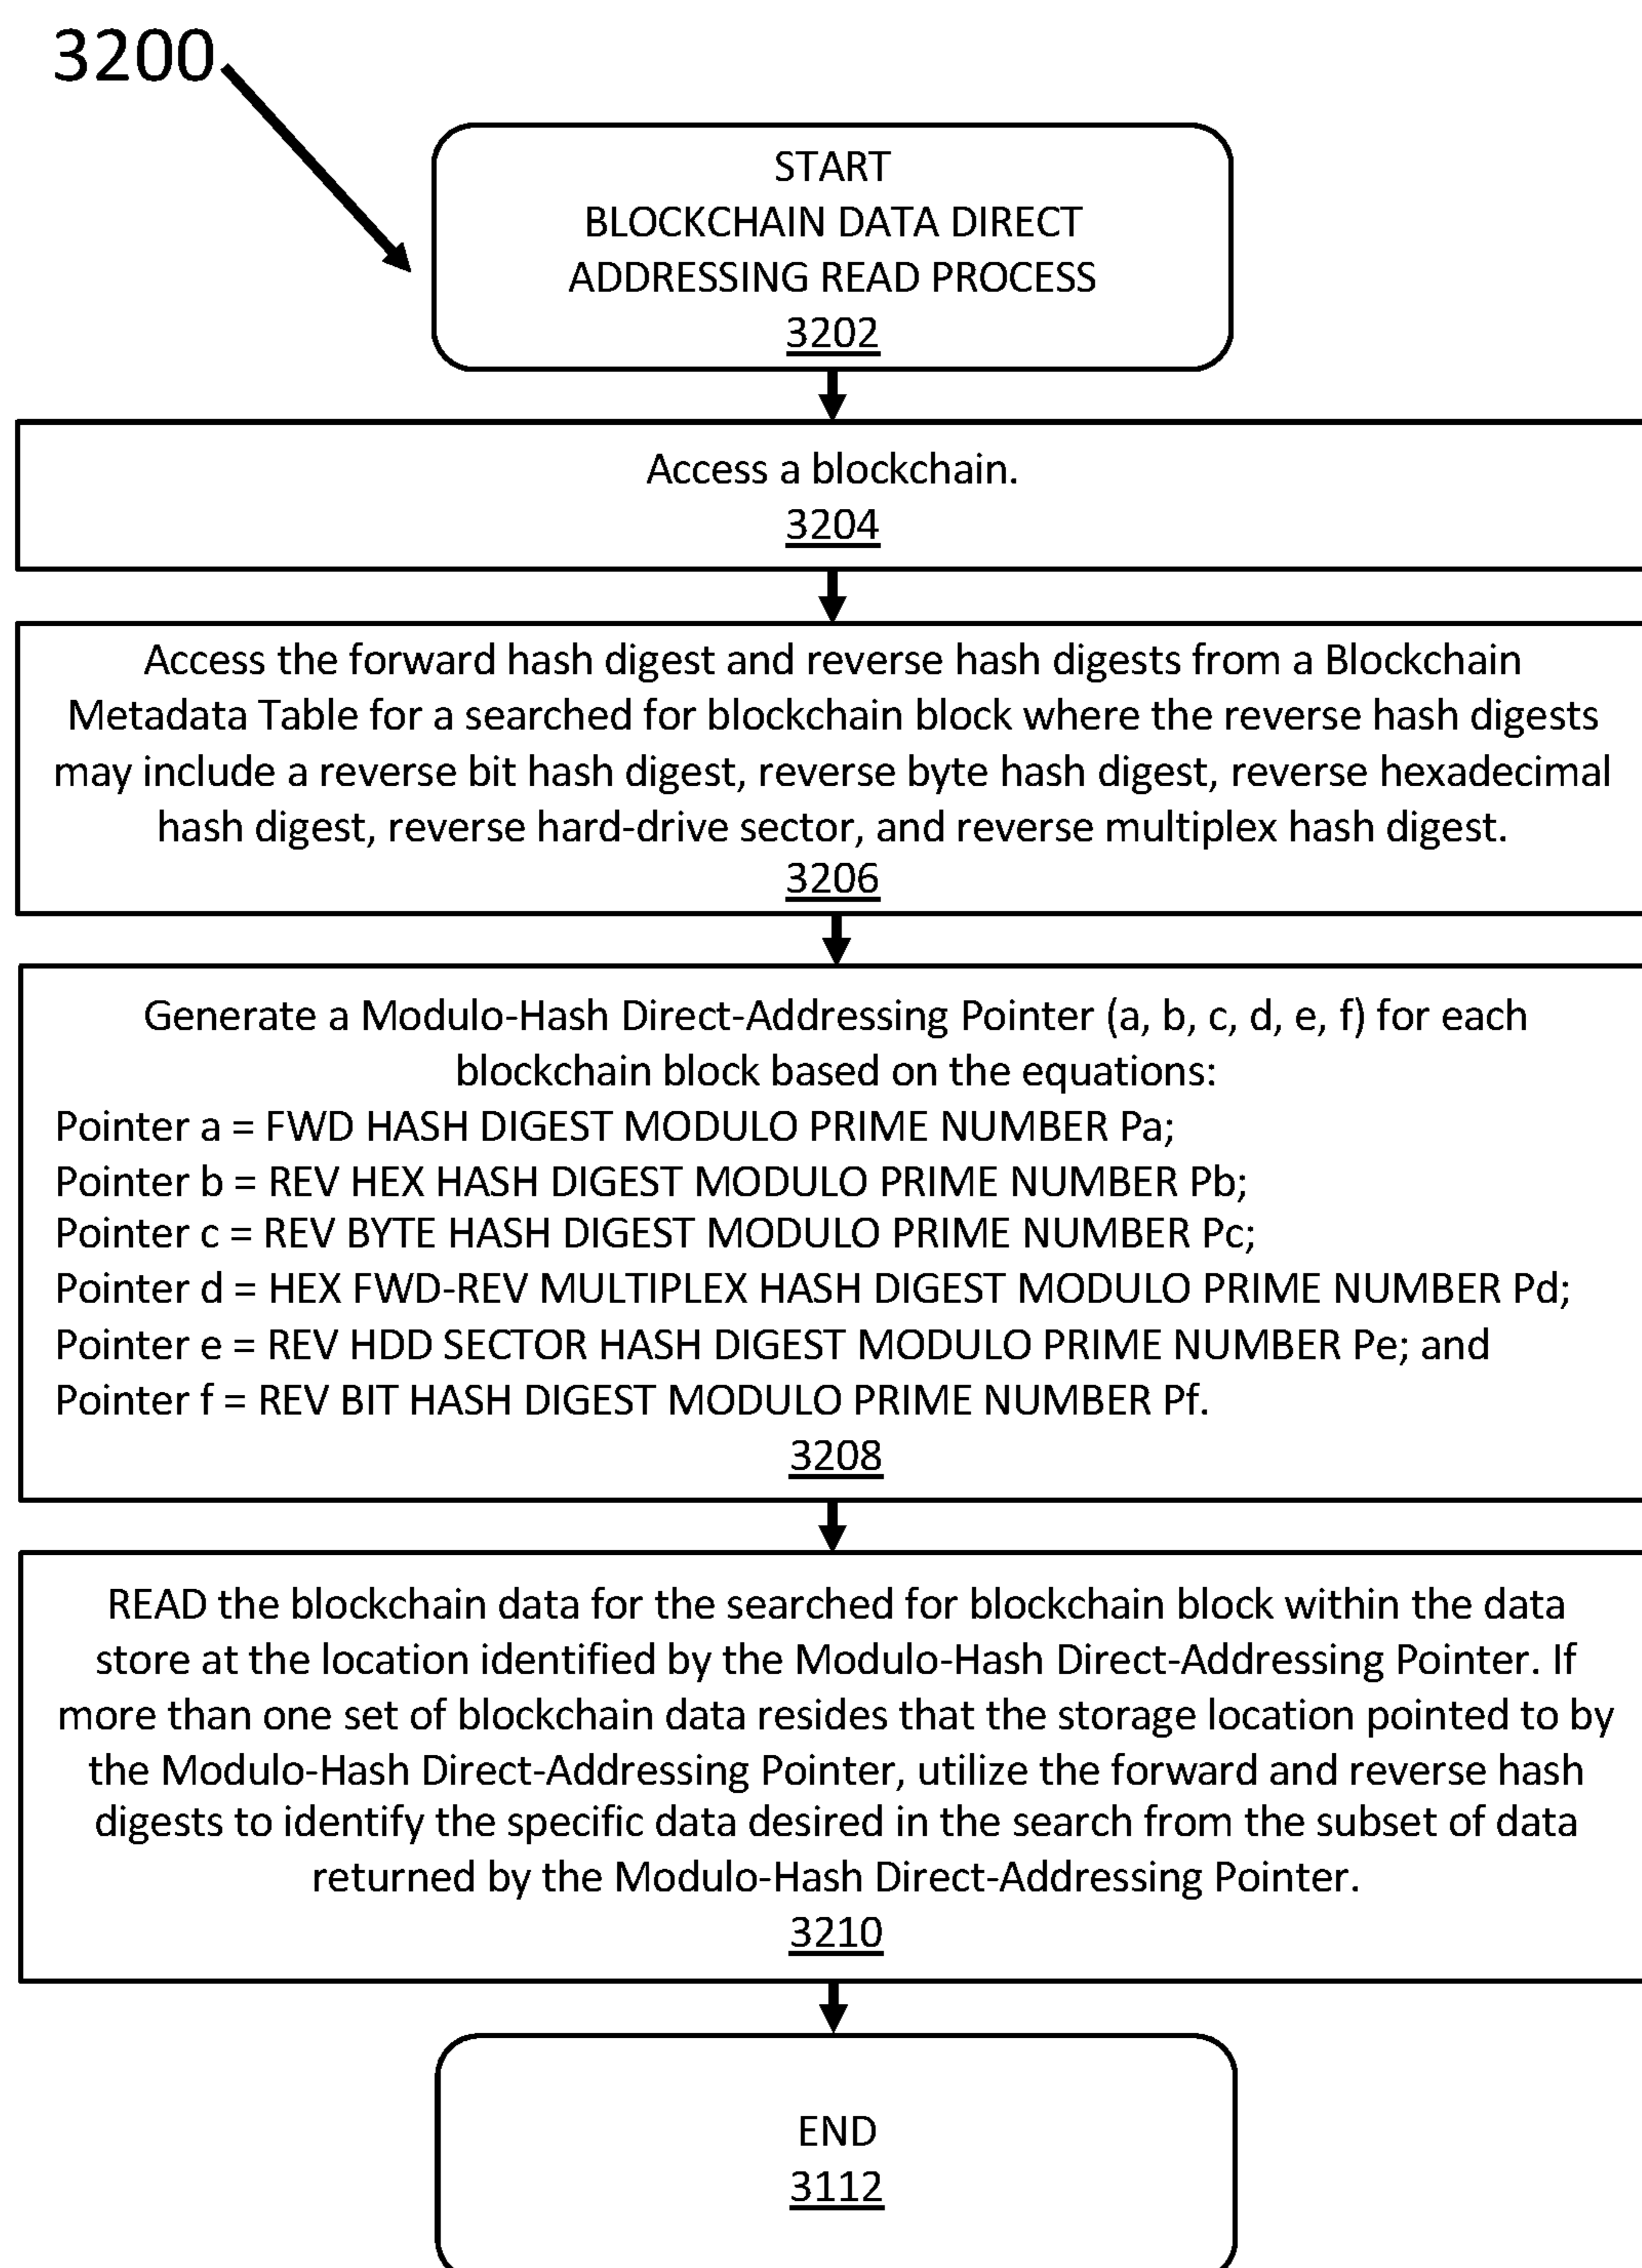 3200
START
BLOCKCHAIN DATA DIRECT
ADDRESSING READ PROCESS
3202
Access a blockchain.
3204
Access the forward hash digest and reverse hash digests from a Blockchain
Metadata Table for a searched for blockchain block where the reverse hash digests
may include a reverse bit hash digest, reverse byte hash digest, reverse hexadecimal
hash digest, reverse hard-drive sector, and reverse multiplex hash digest.
3206
Generate a Modulo-Hash Direct-Addressing Pointer (a, b, c, d, e, f) for each
blockchain block based on the equations:
Pointer a = FWD HASH DIGEST MODULO PRIME NUMBER Pa;
Pointer b = REV HEX HASH DIGEST MODULO PRIME NUMBER Pb;
Pointer c = REV BYTE HASH DIGEST MODULO PRIME NUMBER Pc;
Pointer d = HEX FWD-REV MULTIPLEX HASH DIGEST MODULO PRIME NUMBER Pd;
Pointer e = REV HDD SECTOR HASH DIGEST MODULO PRIME NUMBER Pe; and
Pointer f = REV BIT HASH DIGEST MODULO PRIME NUMBER Pf.
3208
READ the blockchain data for the searched for blockchain block within the data
store at the location identified by the Modulo-Hash Direct-Addressing Pointer. If
more than one set of blockchain data resides that the storage location pointed to by
the Modulo-Hash Direct-Addressing Pointer, utilize the forward and reverse hash
digests to identify the specific data desired in the search from the subset of data
returned by the Modulo-Hash Direct-Addressing Pointer.
3210
END
3112